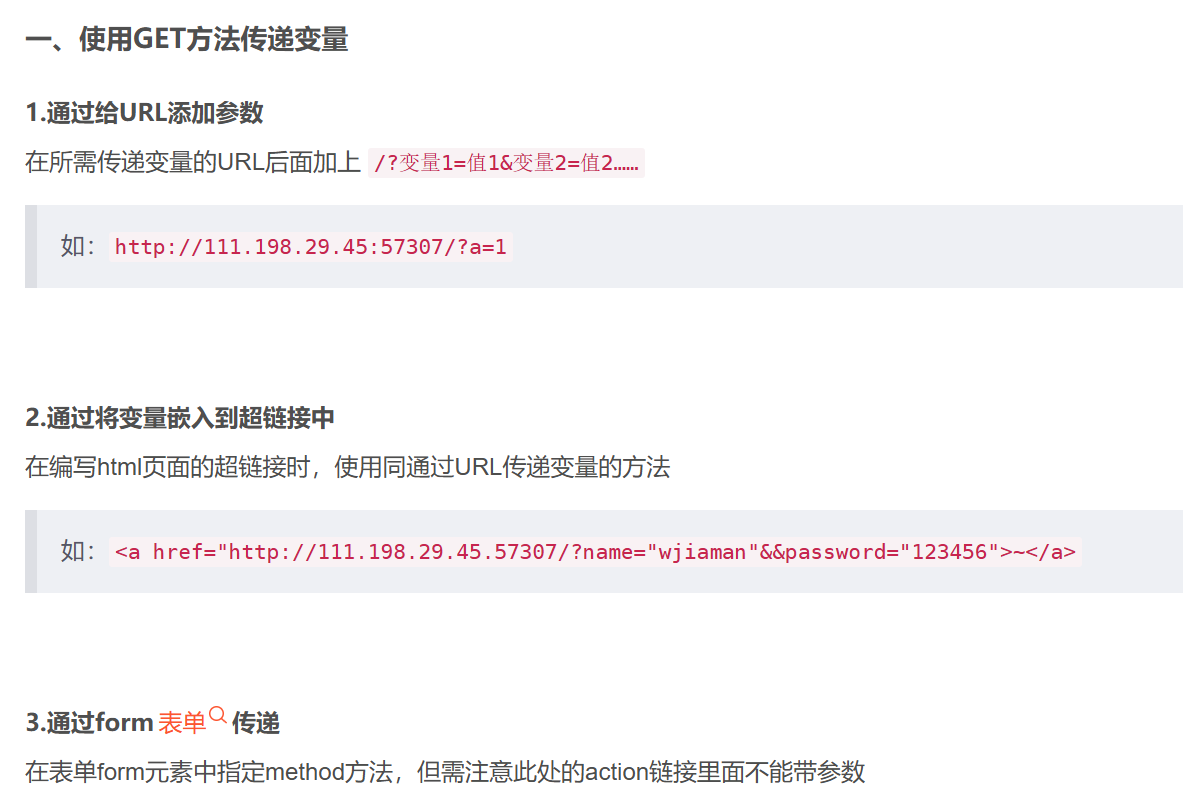 一、使用GET方法传递变量
1.通过给URL添加参数
在所需传递变量的URL后面加上 /?变量1=值1&变量2=值2……
如：http://111.198.29.45:57307/?a=1
2.通过将变量嵌入到超链接中
在编写html页面的超链接时，使用同通过URL传递变量的方法
如：<a href="http://111.198.29.45.57307/?name="wjiaman"&&password="123456">~</a>
3.通过form表单传递
在表单form元素中指定method方法，但需注意此处的action链接里面不能带参数